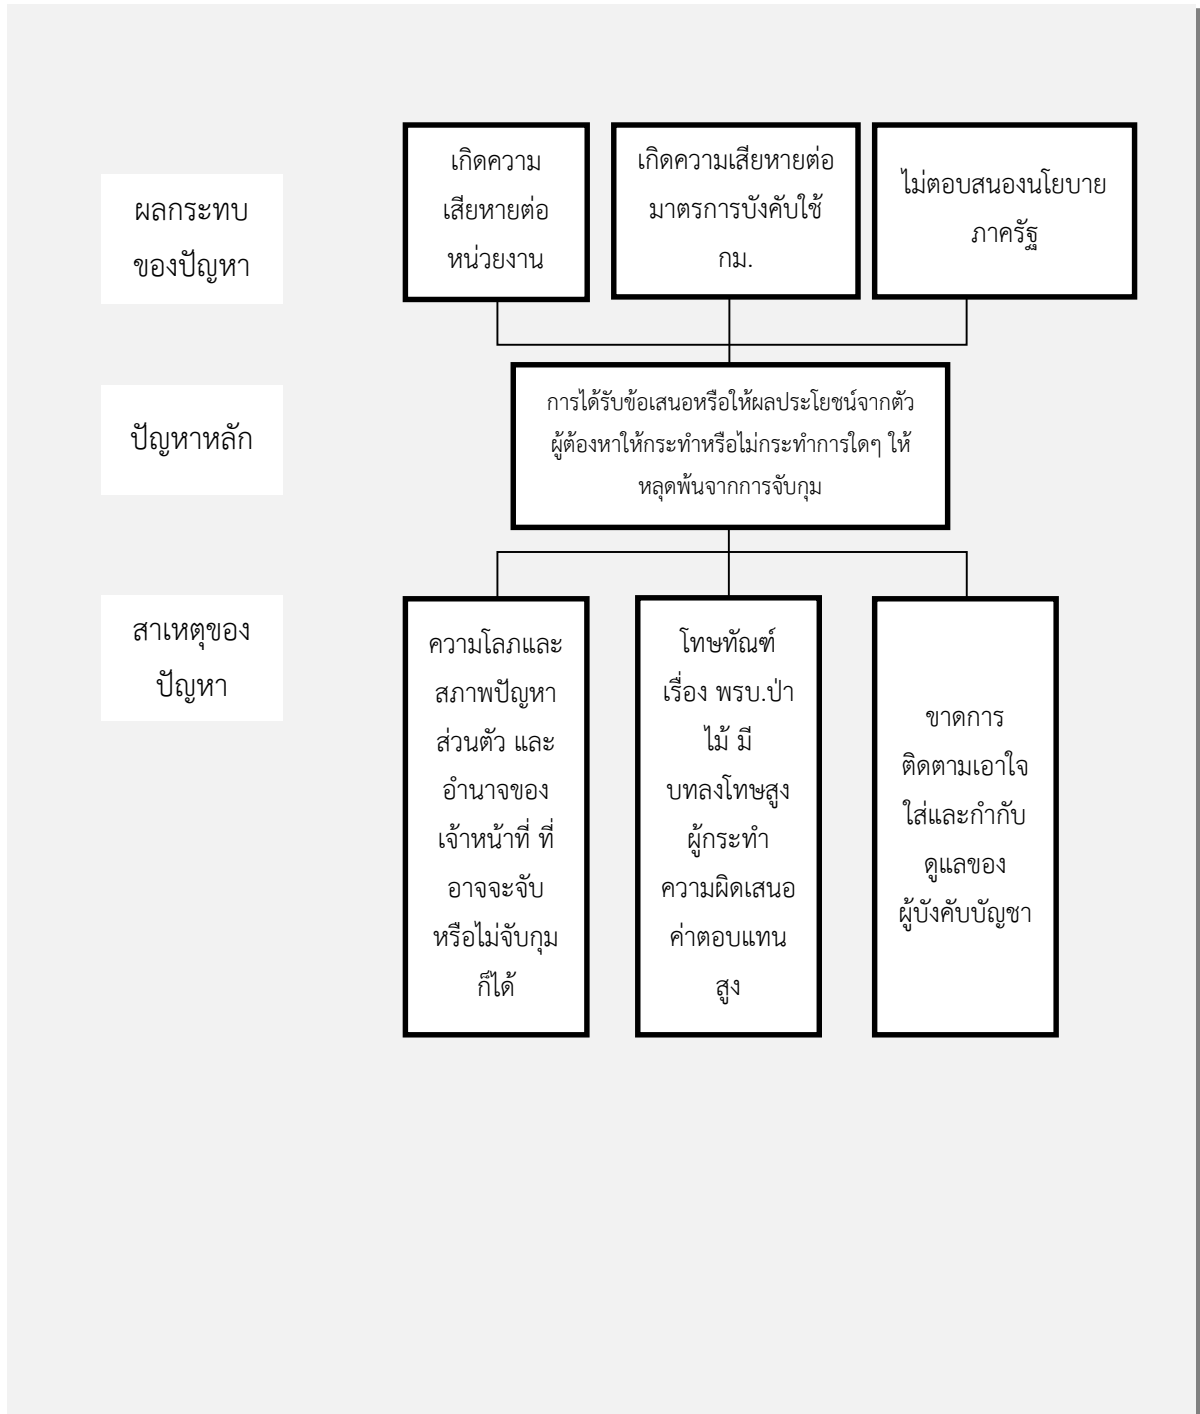 ผลกระทบ
ของปัญหา
เกิดความ
เสียหายต่อ
หน่วยงาน
เกิดความเสียหายต่อ
มาตรการบังคับใช้
กม.
ไม่ตอบสนองนโยบาย
ภาครัฐ
ปัญหาหลัก
การได้รับข้อเสนอหรือให้ผลประโยชน์จากตัว
ผู้ต้องหาให้กระทำหรือไม่กระทำการใดๆ ให้
หลุดพ้นจากการจับกุม
สาเหตุของ
ปัญหา
ความโลภและ
สภาพปัญหา
ส่วนตัว และ
อำนาจของ
เจ้าหน้าที่ ที่
อาจจะจับ
หรือไม่จับกุม
ก็ได้
โทษทัณฑ์
เรื่อง พรบ.ป่า
ไม้ มี
บทลงโทษสูง
ผู้กระทำ
ความผิดเสนอ
ค่าตอบแทน
สูง
ขาดการ
ติดตามเอาใจ
ใส่และกำกับ
ดูแลของ
ผู้บังคับบัญชา